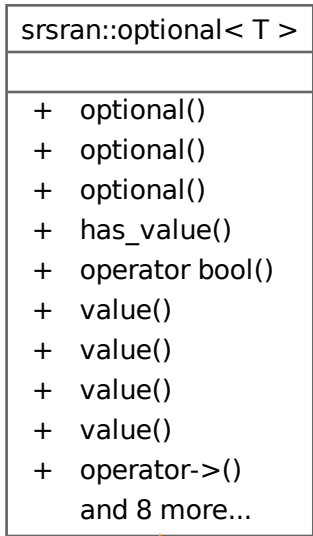 srsran::optional< T >
+ optional()
+ optional()
+ optional()
+ has_value()
+ operator bool()
+ value()
+ value()
+ value()
+ value()
+ operator->()
and 8 more...